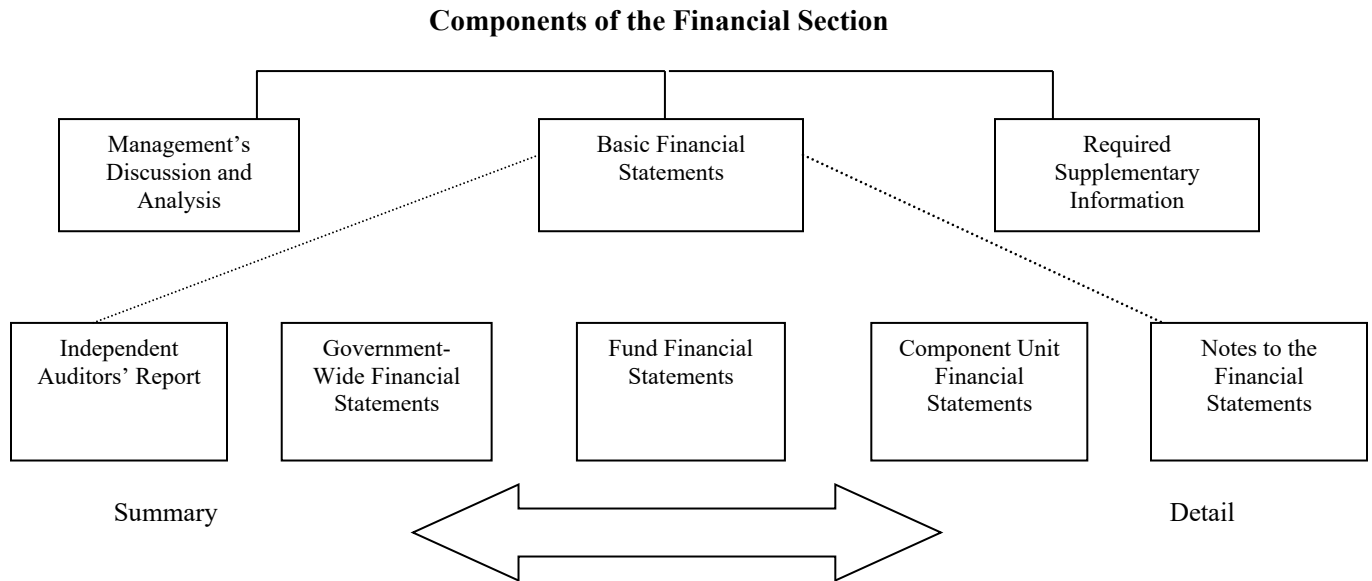 Components of the Financial Section
Management’s
Discussion and
Analysis
Basic Financial
Statements
Required
Supplementary
Information
Independent
Auditors’ Report
Government-
Wide Financial
Statements
Fund Financial
Statements
Component Unit
Financial
Statements
Notes to the
Financial
Statements
Summary
Detail